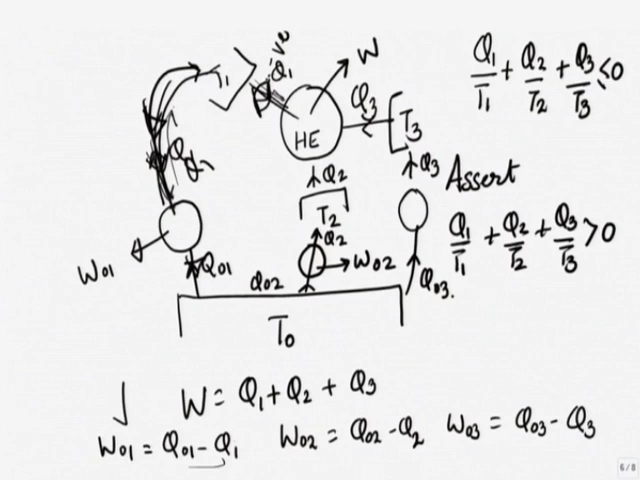 T₁
Q₁
-ve
W
Q₃
Q₁/T₁ + Q₂/T₂ + Q₃/T₃ ≤ 0
HE
T₃
Q₂
Q₃
Assert
T₂
Q₂
Q₁/T₁ + Q₂/T₂ + Q₃/T₃ > 0
W₀₁
Q₀₁
Q₀₂
W₀₂
Q₀₃.
T₀
W = Q₁ + Q₂ + Q₃
W₀₁ = Q₀₁ - Q₁ W₀₂ = Q₀₂ - Q₂ W₀₃ = Q₀₃ - Q₃
6/8